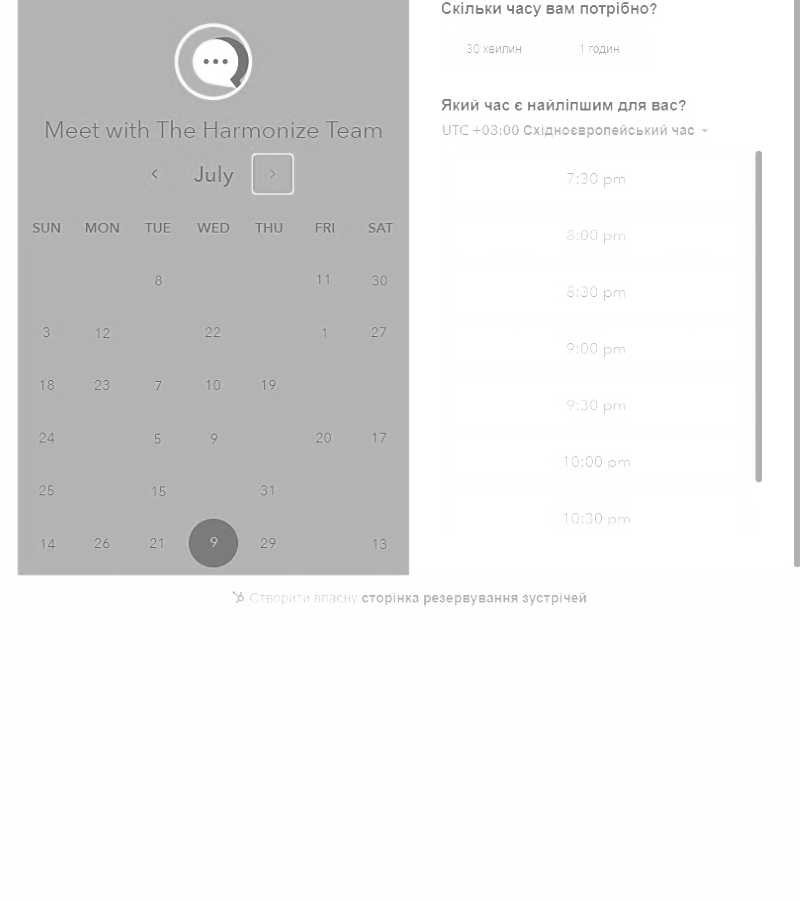 Meet with The Harmonize Team
July
SUN MON TUE WED THU FRI SAT
8 11 30
3 12 22 1 27
18 23 7 10 19
24 5 9 20 17
25 15 31
14 26 21 9 29 13
Скільки часу вам потрібно?
30 хвилин 1 годин
Який час є найліпшим для вас?
UTC +03:00 Східноєвропейський час
7:30 pm
8:00 pm
8:30 pm
9:00 pm
9:30 pm
10:00 pm
10:30 pm
Створити власну сторінка резервування зустрічей